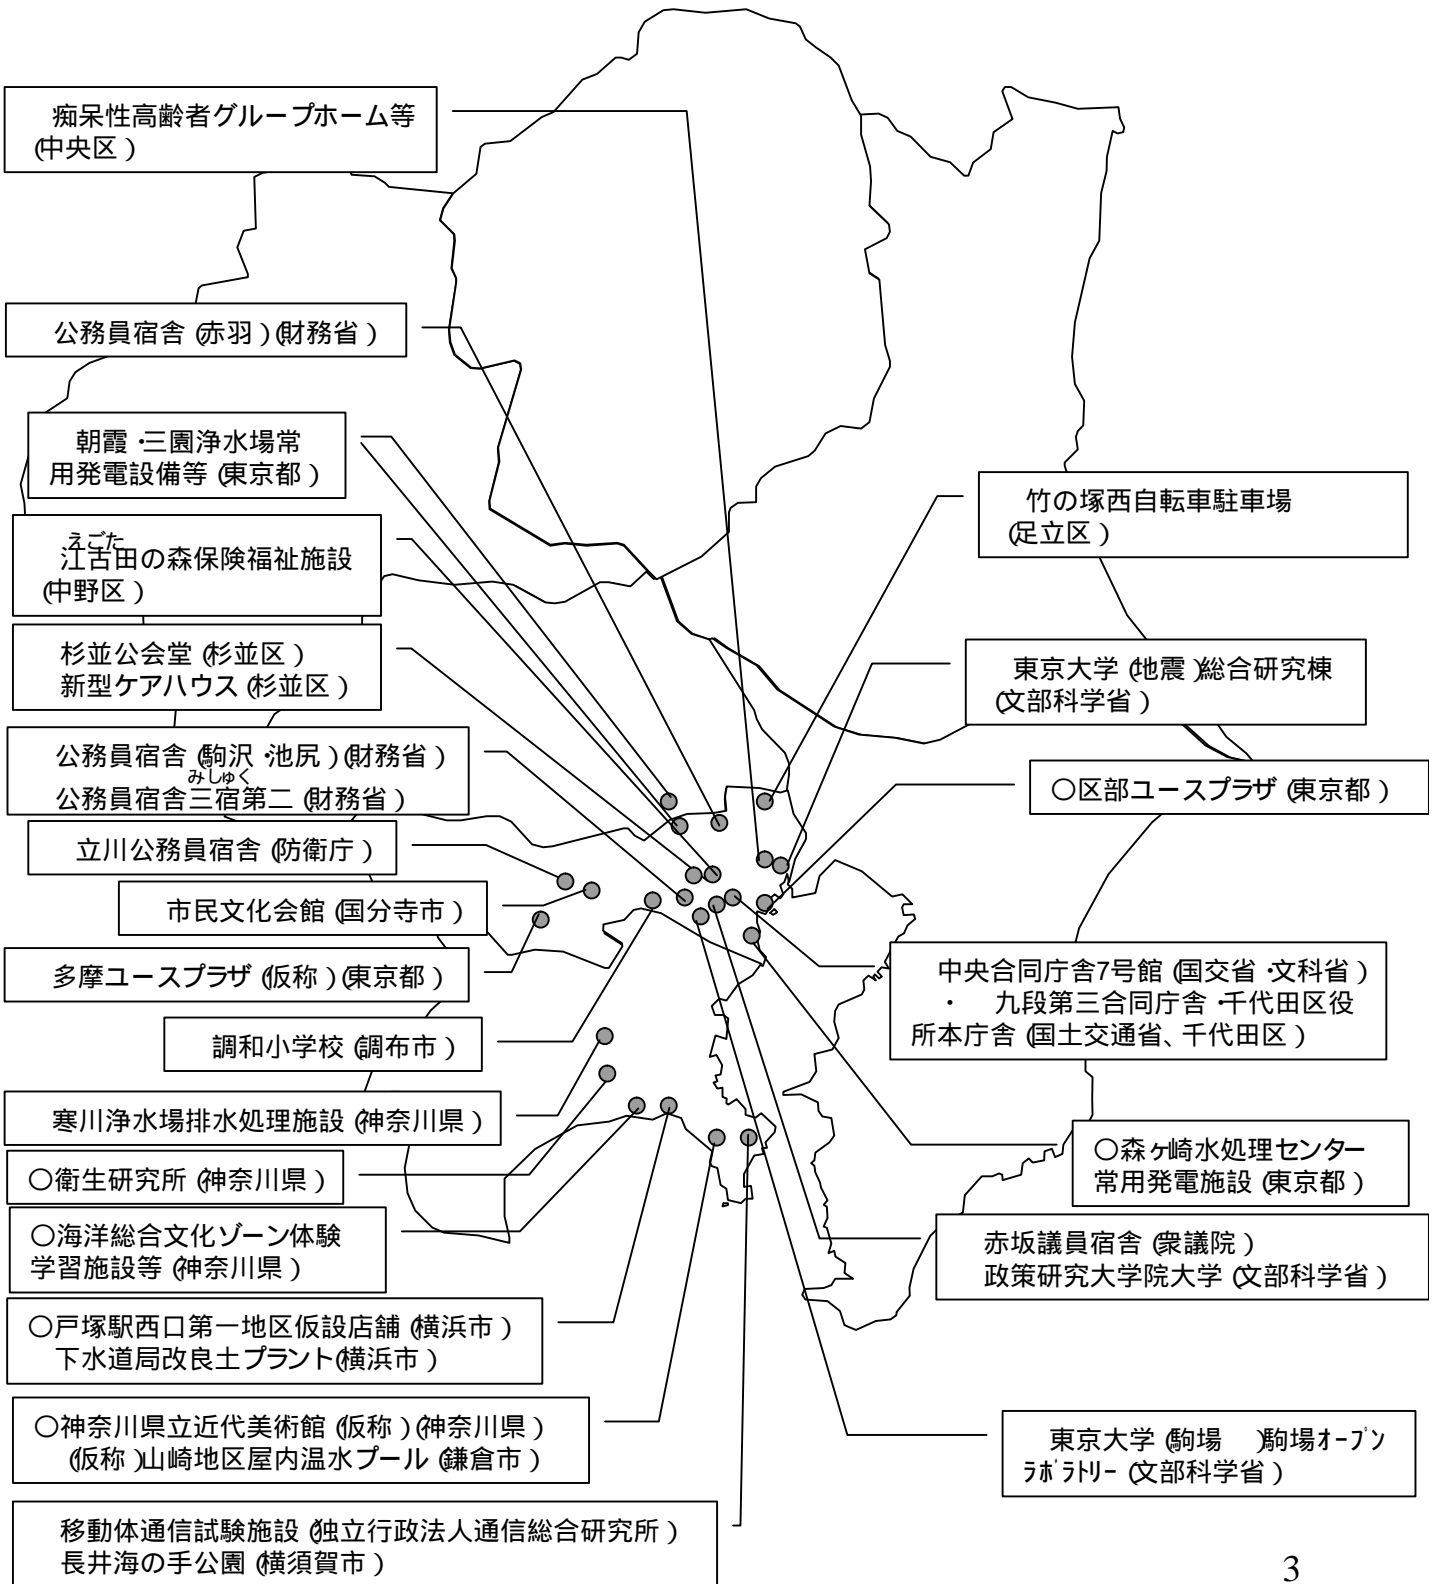 痴呆性高齢者グループホーム等
(中央区)
公務員宿舎(赤羽)(財務省)
朝霞・三園浄水場常
用発電設備等(東京都)
えごた
江古田の森保険福祉施設
(中野区)
杉並公会堂(杉並区)
新型ケアハウス(杉並区)
公務員宿舎(駒沢・池尻)(財務省)
みしゅく
公務員宿舎三宿第二(財務省)
立川公務員宿舎(防衛庁)
市民文化会館(国分寺市)
多摩ユースプラザ(仮称)(東京都)
調和小学校(調布市)
寒川浄水場排水処理施設(神奈川県)
○衛生研究所(神奈川県)
○海洋総合文化ゾーン体験
学習施設等(神奈川県)
○戸塚駅西口第一地区仮設店舗(横浜市)
下水道局改良土プラント(横浜市)
○神奈川県立近代美術館(仮称)(神奈川県)
(仮称)山崎地区屋内温水プール(鎌倉市)
移動体通信試験施設(独立行政法人通信総合研究所)
長井海の手公園(横須賀市)
竹の塚西自転車駐車場
(足立区)
東京大学(地震)総合研究棟
(文部科学省)
○区部ユースプラザ(東京都)
中央合同庁舎7号館(国交省・文科省)
・ 九段第三合同庁舎・千代田区役
所本庁舎(国土交通省、千代田区)
○森ヶ崎水処理センター
常用発電施設(東京都)
赤坂議員宿舎(衆議院)
政策研究大学院大学(文部科学省)
東京大学(駒場 )駒場ｵｰﾌﾟﾝ
ﾗﾎﾞﾗﾄﾘｰ(文部科学省)
3